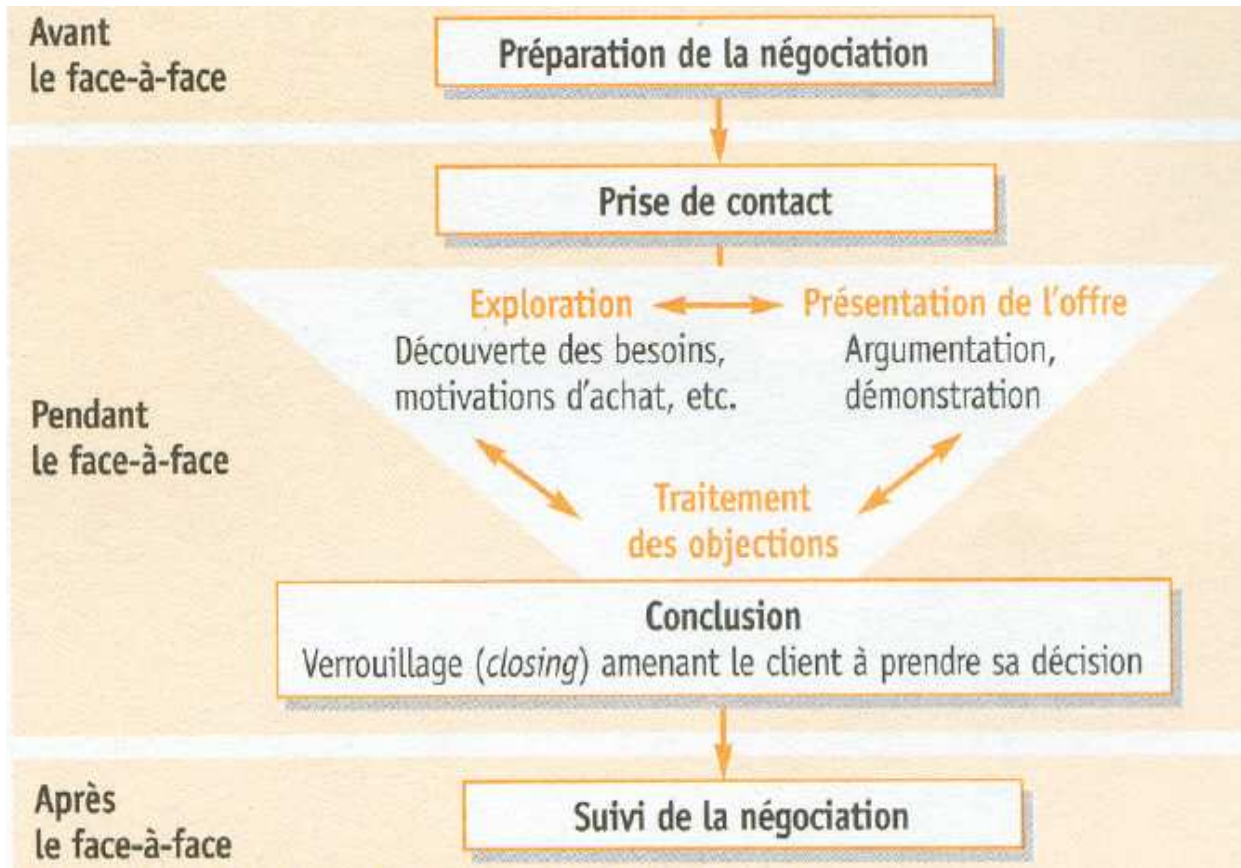 Avant
le face-à-face
Préparation de la négociation
Prise de contact
Pendant
le face-à-face
Exploration
Présentation de l'offre
Découverte des besoins,
motivations d'achat, etc.
Argumentation,
démonstration
Traitement
des objections
Conclusion
Verrouillage (closing) amenant le client à prendre sa décision
Après
le face-à-face
Suivi de la négociation